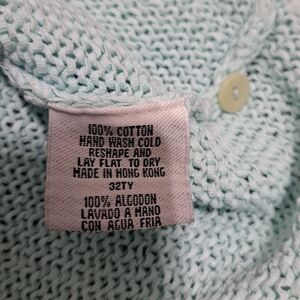 100% COTTON
HAND WASH COLD
RESHAPE AND
LAY FLAT TO DRY
MADE IN HONG KONG
32TY
100% ALGODON
LAVADO A MANO
CON AGUA FRIA